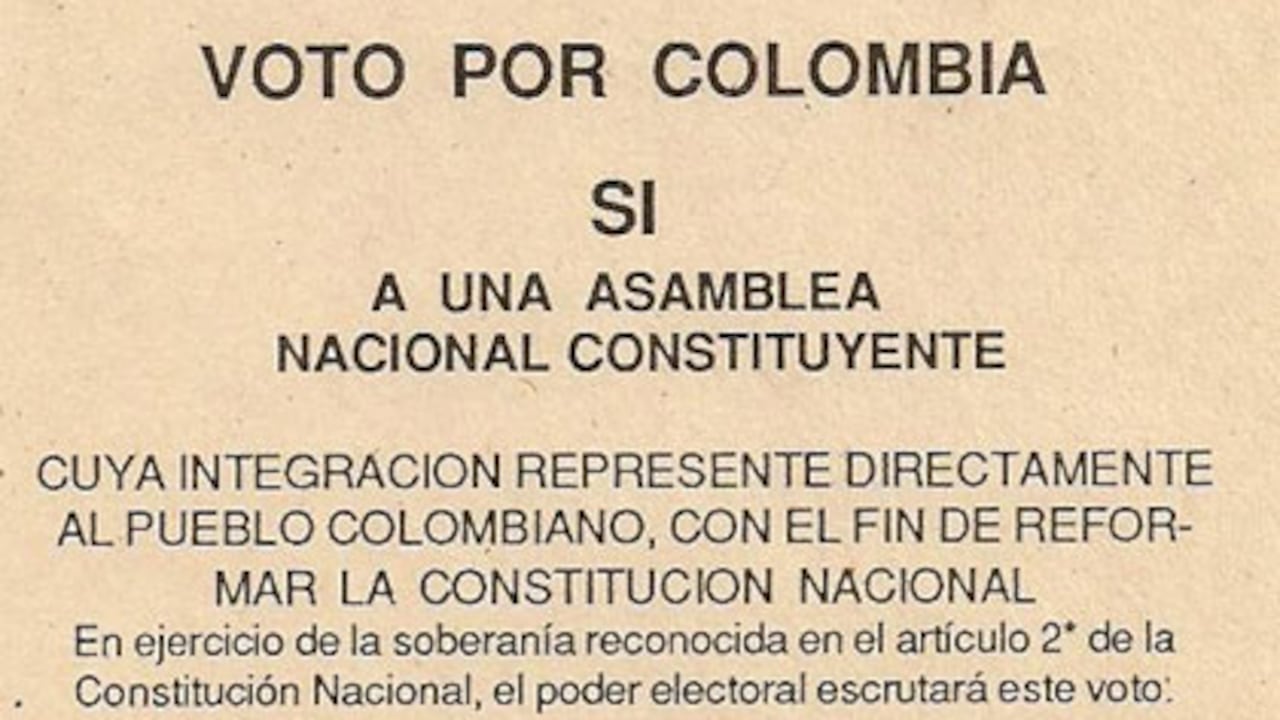 VOTO POR COLOMBIA
SI
A UNA ASAMBLEA
NACIONAL CONSTITUYENTE
CUYA INTEGRACION REPRESENTE DIRECTAMENTE
AL PUEBLO COLOMBIANO, CON EL FIN DE REFOR-
MAR LA CONSTITUCION NACIONAL
En ejercicio de la soberanía reconocida en el artículo 2* de la
Constitución Nacional, el poder electoral escrutará este voto.